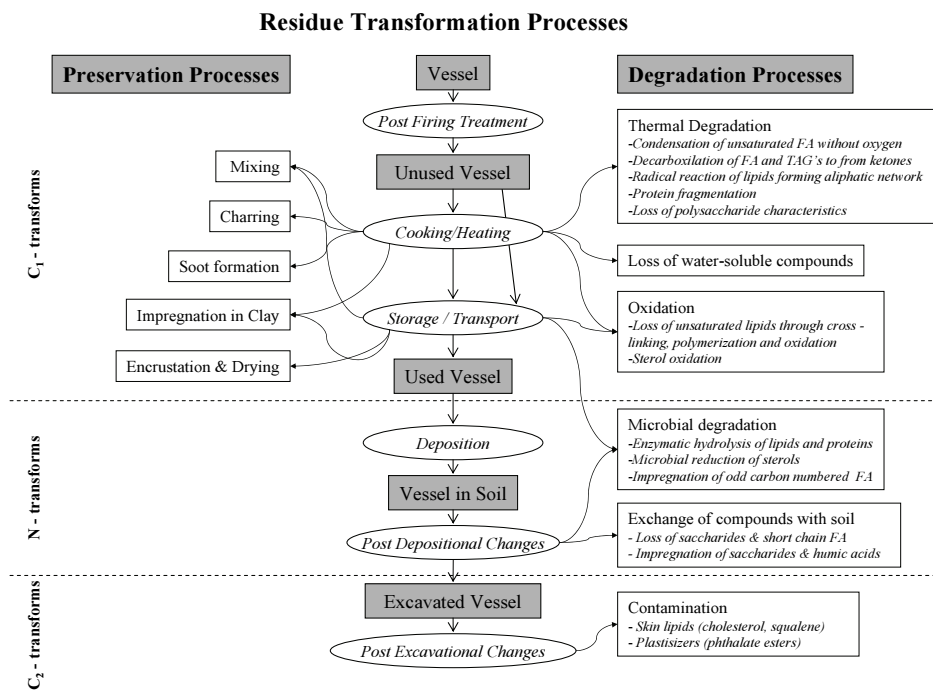 Residue Transformation Processes
Preservation Processes
Vessel
Degradation Processes
Post Firing Treatment
Unused Vessel
Cooking/Heating
Storage / Transport
Used Vessel
Deposition
Vessel in Soil
Post Depositional Changes
Excavated Vessel
Post Excavational Changes
Mixing
Charring
Soot formation
Impregnation in Clay
Encrustation & Drying
Thermal Degradation
-Condensation of unsaturated FA without oxygen
-Decarboxilation of FA and TAG's to from ketones
-Radical reaction of lipids forming aliphatic network
-Protein fragmentation
-Loss of polysaccharide characteristics
Loss of water-soluble compounds
Oxidation
-Loss of unsaturated lipids through cross -
linking, polymerization and oxidation
-Sterol oxidation
Microbial degradation
-Enzymatic hydrolysis of lipids and proteins
-Microbial reduction of sterols
-Impregnation of odd carbon numbered FA
Exchange of compounds with soil
- Loss of saccharides & short chain FA
- Impregnation of saccharides & humic acids
Contamination
- Skin lipids (cholesterol, squalene)
- Plastisizers (phthalate esters)
C₁ - transforms
N - transforms
C₂ - transforms